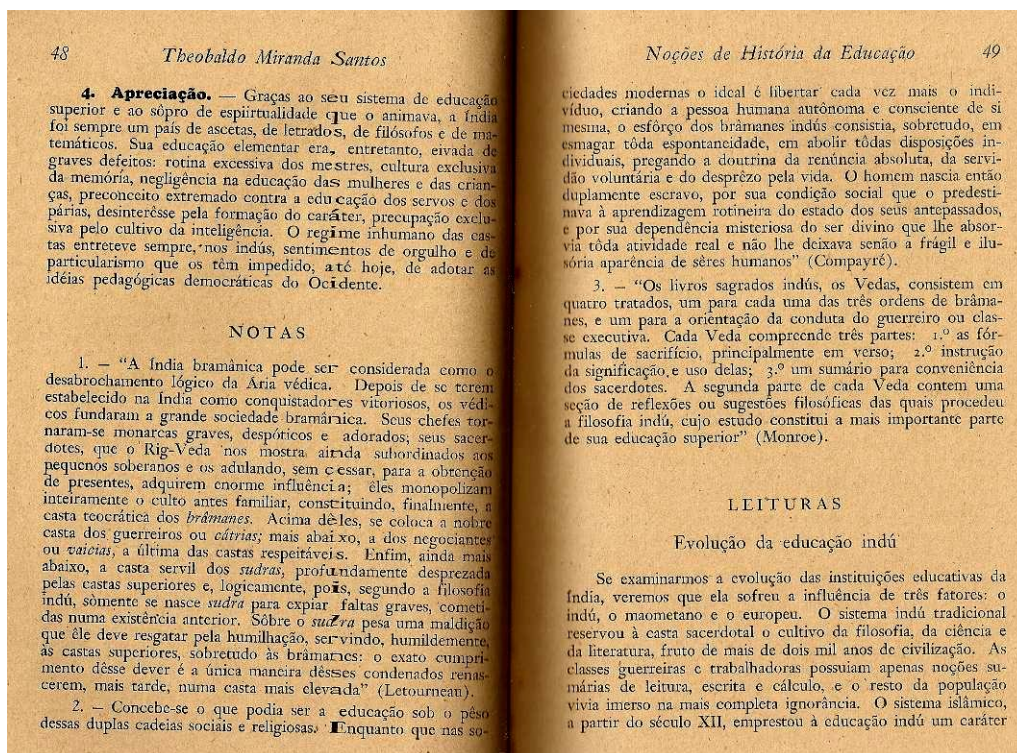 48 Theobaldo Miranda Santos
4. Apreciação. — Graças ao seu sistema de educação
superior e ao sôpro de espiirtualidade que o animava, a Índia
foi sempre um país de ascetas, de letrados, de filósofos e de ma-
temáticos. Sua educação elementar era, entretanto, eivada de
graves defeitos: rotina excessiva dos mestres, cultura exclusiva
da memória, negligência na educação das mulheres e das crian-
ças, preconceito extremado contra a educação dos servos e dos
párias, desinterêsse pela formação do caráter, precupação exclu-
siva pelo cultivo da inteligência. O regime inhumano das cas-
tas entreteve sempre, nos indús, sentimentos de orgulho e de
particularismo que os têm impedido, até hoje, de adotar as
idéias pedagógicas democráticas do Ocidente.
NOTAS
1. — “A Índia bramânica pode ser considerada como o
desabrochamento lógico da Ária védica. Depois de se terem
estabelecido na Índia como conquistadores vitoriosos, os védi-
cos fundaram a grande sociedade bramânica. Seus chefes tor-
naram-se monarcas graves, despóticos e adorados; seus sacer-
dotes, que o Rig-Veda nos mostra ainda subordinados aos
pequenos soberanos e os adulando, sem cessar, para a obtenção
de presentes, adquirem enorme influência; êles monopolizam
inteiramente o culto antes familiar, constituindo, finalmente, a
casta teocrática dos brâmanes. Acima dêles, se coloca a nobre
casta dos guerreiros ou cátrias; mais abaixo, a dos negociantes
ou vaicias, a última das castas respeitáveis. Enfim, ainda mais
abaixo, a casta servil dos sudras, profundamente desprezada
pelas castas superiores e, logicamente, pois, segundo a filosofia
indú, sòmente se nasce sudra para expiar faltas graves, cometi-
das numa existência anterior. Sôbre o sudra pesa uma maldição
que êle deve resgatar pela humilhação, servindo, humildemente,
às castas superiores, sobretudo às brâmanes: o exato cumpri-
mento dêsse dever é a única maneira dêsses condenados renas-
cerem, mais tarde, numa casta mais elevada” (Letourneau).
2. — Concebe-se o que podia ser a educação sob o pêso
dessas duplas cadeias sociais e religiosas. Enquanto que nas so-
Noções de História da Educação 49
ciedades modernas o ideal é libertar cada vez mais o indi-
víduo, criando a pessoa humana autônoma e consciente de si
mesma, o esfôrço dos brâmanes indús consistia, sobretudo, em
esmagar tôda espontaneidade, em abolir tôdas disposições in-
dividuais, pregando a doutrina da renúncia absoluta, da servi-
dão voluntária e do desprêzo pela vida. O homem nascia então
duplamente escravo, por sua condição social que o predesti-
nava à aprendizagem rotineira do estado dos seus antepassados,
e por sua dependência misteriosa do ser divino que lhe absor-
via tôda atividade real e não lhe deixava senão a frágil e ilu-
sória aparência de sêres humanos” (Compayré).
3. — “Os livros sagrados indús, os Vedas, consistem em
quatro tratados, um para cada uma das três ordens de brâma-
nes, e um para a orientação da conduta do guerreiro ou clas-
se executiva. Cada Veda compreende três partes: 1.º as fór-
mulas de sacrifício, principalmente em verso; 2.º instrução
da significação e uso delas; 3.º um sumário para conveniência
dos sacerdotes. A segunda parte de cada Veda contem uma
seção de reflexões ou sugestões filosóficas das quais procedeu
a filosofia indú, cujo estudo constitui a mais importante parte
de sua educação superior” (Monroe).
LEITURAS
Evolução da educação indú
Se examinarmos a evolução das instituições educativas da
Índia, veremos que ela sofreu a influência de três fatores: o
indú, o maometano e o europeu. O sistema indú tradicional
reservou à casta sacerdotal o cultivo da filosofia, da ciência e
da literatura, fruto de mais de dois mil anos de civilização. As
classes guerreiras e trabalhadoras possuiam apenas noções su-
márias de leitura, escrita e cálculo, e o resto da população
vivia imerso na mais completa ignorância. O sistema islâmico,
a partir do século XII, emprestou à educação indú um caráter